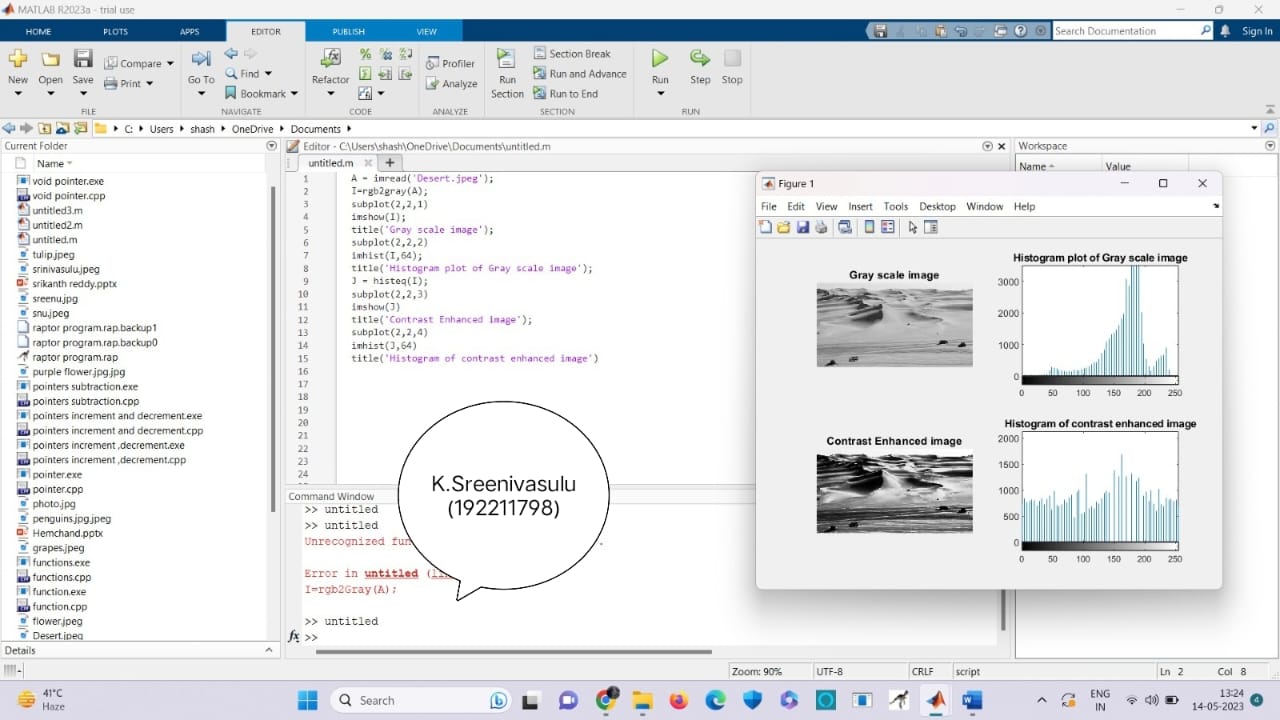 MATLAB R2023a - trial use
HOME PLOTS APPS EDITOR PUBLISH VIEW
Search Documentation
Sign In
New Open Save
Compare
Print
FILE
Go To
Find
Bookmark
NAVIGATE
Refactor
CODE
Profiler
Analyze
ANALYZE
Run Section
Section Break
Run and Advance
Run to End
SECTION
Run Step Stop
RUN
C: Users shash OneDrive Documents
Current Folder
Name
void pointer.exe
void pointer.cpp
untitled3.m
untitled2.m
untitled.m
tulip.jpeg
srinivasulu.jpeg
srikanth reddy.pptx
sreenu.jpg
snu.jpeg
raptor program.rap.backup1
raptor program.rap.backup0
raptor program.rap
purple flower.jpg.jpg
pointers subtraction.exe
pointers subtraction.cpp
pointers increment and decrement.exe
pointers increment and decrement.cpp
pointers increment ,decrement.exe
pointers increment ,decrement.cpp
pointer.exe
pointer.cpp
photo.jpg
penguins.jpg.jpeg
Hemchand.pptx
grapes.jpeg
functions.exe
functions.cpp
function.exe
function.cpp
flower.jpeg
Desert.jpeg
Details
Editor - C:\Users\shash\OneDrive\Documents\untitled.m
untitled.m
1 A = imread('Desert.jpeg');
2 I=rgb2gray(A);
3 subplot(2,2,1)
4 imshow(I);
5 title('Gray scale image');
6 subplot(2,2,2)
7 imhist(I,64);
8 title('Histogram plot of Gray scale image');
9 J = histeq(I);
10 subplot(2,2,3)
11 imshow(J)
12 title('Contrast Enhanced image');
13 subplot(2,2,4)
14 imhist(J,64)
15 title('Histogram of contrast enhanced image')
16
17
18
19
20
21
22
23
24
Command Window
>> untitled
>> untitled
Unrecognized
Error in untitled
I=rgb2Gray(A);
>> untitled
fx >>
K.Sreenivasulu
(192211798)
Workspace
Name Value
Figure 1
File Edit View Insert Tools Desktop Window Help
Gray scale image
Histogram plot of Gray scale image
3000
2000
1000
0
0 50 100 150 200 250
Contrast Enhanced image
Histogram of contrast enhanced image
2000
1500
1000
500
0
0 50 100 150 200 250
Zoom: 90% UTF-8 CRLF script Ln 2 Col 8
41°C
Haze
Search
ENG
IN
13:24
14-05-2023
4